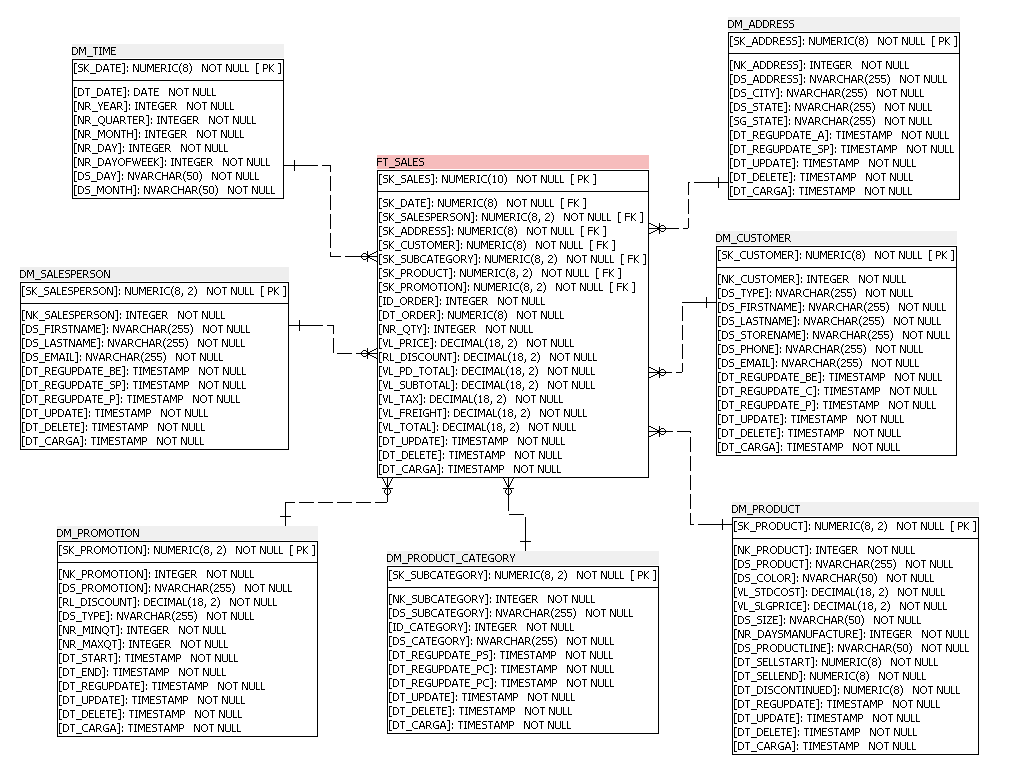 DM_TIME
[SK_DATE]: NUMERIC(8) NOT NULL [ PK ]
[DT_DATE]: DATE NOT NULL
[NR_YEAR]: INTEGER NOT NULL
[NR_QUARTER]: INTEGER NOT NULL
[NR_MONTH]: INTEGER NOT NULL
[NR_DAY]: INTEGER NOT NULL
[NR_DAYOFWEEK]: INTEGER NOT NULL
[DS_DAY]: NVARCHAR(50) NOT NULL
[DS_MONTH]: NVARCHAR(50) NOT NULL
DM_ADDRESS
[SK_ADDRESS]: NUMERIC(8) NOT NULL [ PK ]
[NK_ADDRESS]: INTEGER NOT NULL
[DS_ADDRESS]: NVARCHAR(255) NOT NULL
[DS_CITY]: NVARCHAR(255) NOT NULL
[DS_STATE]: NVARCHAR(255) NOT NULL
[SG_STATE]: NVARCHAR(255) NOT NULL
[DT_REGUPDATE_A]: TIMESTAMP NOT NULL
[DT_REGUPDATE_SP]: TIMESTAMP NOT NULL
[DT_UPDATE]: TIMESTAMP NOT NULL
[DT_DELETE]: TIMESTAMP NOT NULL
[DT_CARGA]: TIMESTAMP NOT NULL
FT_SALES
[SK_SALES]: NUMERIC(10) NOT NULL [ PK ]
[SK_DATE]: NUMERIC(8) NOT NULL [ FK ]
[SK_SALESPERSON]: NUMERIC(8, 2) NOT NULL [ FK ]
[SK_ADDRESS]: NUMERIC(8) NOT NULL [ FK ]
[SK_CUSTOMER]: NUMERIC(8) NOT NULL [ FK ]
[SK_SUBCATEGORY]: NUMERIC(8, 2) NOT NULL [ FK ]
[SK_PRODUCT]: NUMERIC(8, 2) NOT NULL [ FK ]
[SK_PROMOTION]: NUMERIC(8, 2) NOT NULL [ FK ]
[ID_ORDER]: INTEGER NOT NULL
[DT_ORDER]: NUMERIC(8) NOT NULL
[NR_QTY]: INTEGER NOT NULL
[VL_PRICE]: DECIMAL(18, 2) NOT NULL
[RL_DISCOUNT]: DECIMAL(18, 2) NOT NULL
[VL_PD_TOTAL]: DECIMAL(18, 2) NOT NULL
[VL_SUBTOTAL]: DECIMAL(18, 2) NOT NULL
[VL_TAX]: DECIMAL(18, 2) NOT NULL
[VL_FREIGHT]: DECIMAL(18, 2) NOT NULL
[VL_TOTAL]: DECIMAL(18, 2) NOT NULL
[DT_UPDATE]: TIMESTAMP NOT NULL
[DT_DELETE]: TIMESTAMP NOT NULL
[DT_CARGA]: TIMESTAMP NOT NULL
DM_CUSTOMER
[SK_CUSTOMER]: NUMERIC(8) NOT NULL [ PK ]
[NK_CUSTOMER]: INTEGER NOT NULL
[DS_TYPE]: NVARCHAR(255) NOT NULL
[DS_FIRSTNAME]: NVARCHAR(255) NOT NULL
[DS_LASTNAME]: NVARCHAR(255) NOT NULL
[DS_STORENAME]: NVARCHAR(255) NOT NULL
[DS_PHONE]: NVARCHAR(255) NOT NULL
[DS_EMAIL]: NVARCHAR(255) NOT NULL
[DT_REGUPDATE_BE]: TIMESTAMP NOT NULL
[DT_REGUPDATE_C]: TIMESTAMP NOT NULL
[DT_REGUPDATE_P]: TIMESTAMP NOT NULL
[DT_UPDATE]: TIMESTAMP NOT NULL
[DT_DELETE]: TIMESTAMP NOT NULL
[DT_CARGA]: TIMESTAMP NOT NULL
DM_SALESPERSON
[SK_SALESPERSON]: NUMERIC(8, 2) NOT NULL [ PK ]
[NK_SALESPERSON]: INTEGER NOT NULL
[DS_FIRSTNAME]: NVARCHAR(255) NOT NULL
[DS_LASTNAME]: NVARCHAR(255) NOT NULL
[DS_EMAIL]: NVARCHAR(255) NOT NULL
[DT_REGUPDATE_BE]: TIMESTAMP NOT NULL
[DT_REGUPDATE_SP]: TIMESTAMP NOT NULL
[DT_REGUPDATE_P]: TIMESTAMP NOT NULL
[DT_UPDATE]: TIMESTAMP NOT NULL
[DT_DELETE]: TIMESTAMP NOT NULL
[DT_CARGA]: TIMESTAMP NOT NULL
DM_PROMOTION
[SK_PROMOTION]: NUMERIC(8, 2) NOT NULL [ PK ]
[NK_PROMOTION]: INTEGER NOT NULL
[DS_PROMOTION]: NVARCHAR(255) NOT NULL
[RL_DISCOUNT]: DECIMAL(18, 2) NOT NULL
[DS_TYPE]: NVARCHAR(255) NOT NULL
[NR_MINQT]: INTEGER NOT NULL
[NR_MAXQT]: INTEGER NOT NULL
[DT_START]: TIMESTAMP NOT NULL
[DT_END]: TIMESTAMP NOT NULL
[DT_REGUPDATE]: TIMESTAMP NOT NULL
[DT_UPDATE]: TIMESTAMP NOT NULL
[DT_DELETE]: TIMESTAMP NOT NULL
[DT_CARGA]: TIMESTAMP NOT NULL
DM_PRODUCT_CATEGORY
[SK_SUBCATEGORY]: NUMERIC(8, 2) NOT NULL [ PK ]
[NK_SUBCATEGORY]: INTEGER NOT NULL
[DS_SUBCATEGORY]: NVARCHAR(255) NOT NULL
[ID_CATEGORY]: INTEGER NOT NULL
[DS_CATEGORY]: NVARCHAR(255) NOT NULL
[DT_REGUPDATE_PS]: TIMESTAMP NOT NULL
[DT_REGUPDATE_PC]: TIMESTAMP NOT NULL
[DT_REGUPDATE_PC]: TIMESTAMP NOT NULL
[DT_UPDATE]: TIMESTAMP NOT NULL
[DT_DELETE]: TIMESTAMP NOT NULL
[DT_CARGA]: TIMESTAMP NOT NULL
DM_PRODUCT
[SK_PRODUCT]: NUMERIC(8, 2) NOT NULL [ PK ]
[NK_PRODUCT]: INTEGER NOT NULL
[DS_PRODUCT]: NVARCHAR(255) NOT NULL
[DS_COLOR]: NVARCHAR(50) NOT NULL
[VL_STDCOST]: DECIMAL(18, 2) NOT NULL
[VL_SLGPRICE]: DECIMAL(18, 2) NOT NULL
[DS_SIZE]: NVARCHAR(50) NOT NULL
[NR_DAYSMANUFACTURE]: INTEGER NOT NULL
[DS_PRODUCTLINE]: NVARCHAR(50) NOT NULL
[DT_SELLSTART]: NUMERIC(8) NOT NULL
[DT_SELLEND]: NUMERIC(8) NOT NULL
[DT_DISCONTINUED]: NUMERIC(8) NOT NULL
[DT_REGUPDATE]: TIMESTAMP NOT NULL
[DT_UPDATE]: TIMESTAMP NOT NULL
[DT_DELETE]: TIMESTAMP NOT NULL
[DT_CARGA]: TIMESTAMP NOT NULL